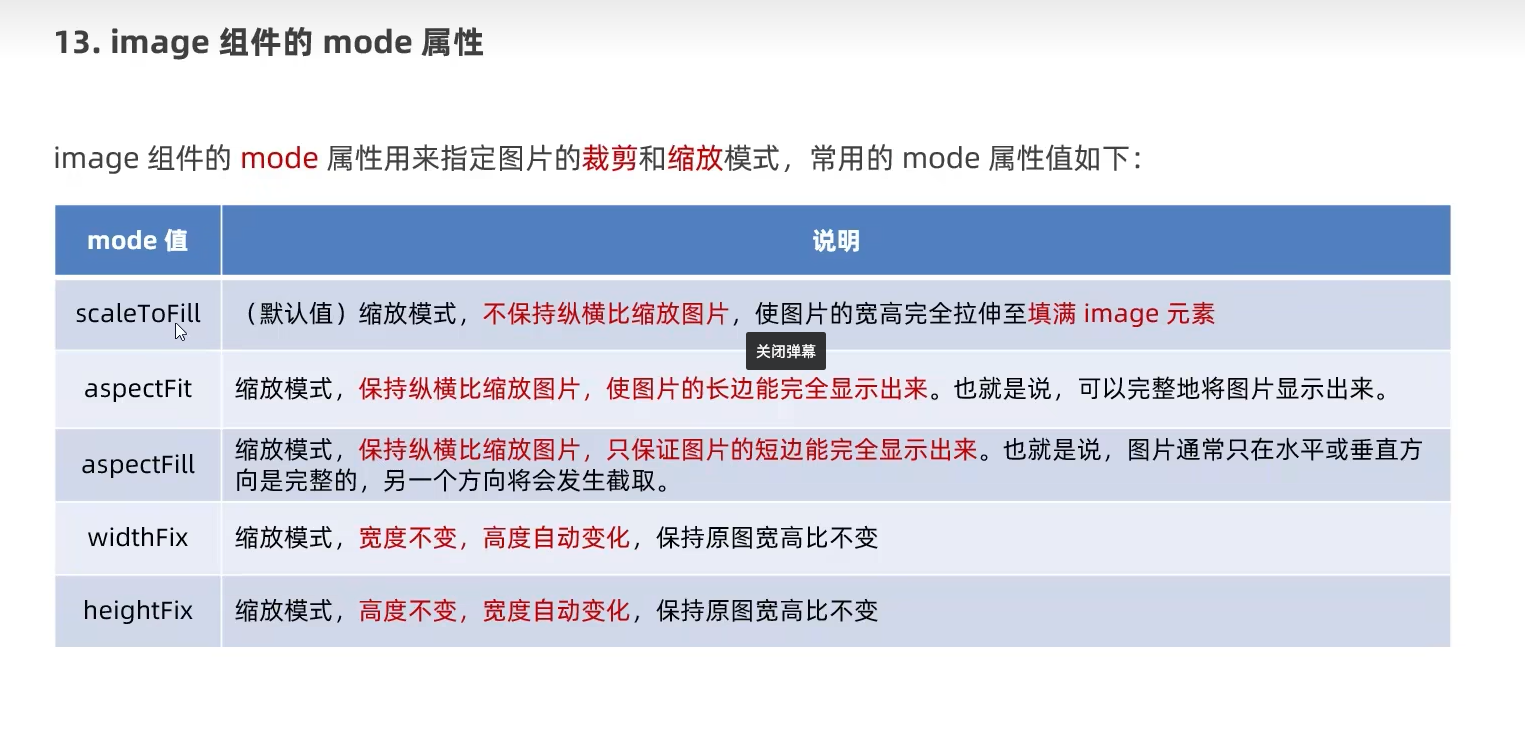 13. image 组件的 mode 属性
image 组件的 mode 属性用来指定图片的裁剪和缩放模式，常用的 mode 属性值如下：
mode 值 说明
scaleToFill （默认值）缩放模式，不保持纵横比缩放图片，使图片的宽高完全拉伸至填满 image 元素
关闭弹幕
aspectFit 缩放模式，保持纵横比缩放图片，使图片的长边能完全显示出来。也就是说，可以完整地将图片显示出来。
aspectFill 缩放模式，保持纵横比缩放图片，只保证图片的短边能完全显示出来。也就是说，图片通常只在水平或垂直方
向是完整的，另一个方向将会发生截取。
widthFix 缩放模式，宽度不变，高度自动变化，保持原图宽高比不变
heightFix 缩放模式，高度不变，宽度自动变化，保持原图宽高比不变